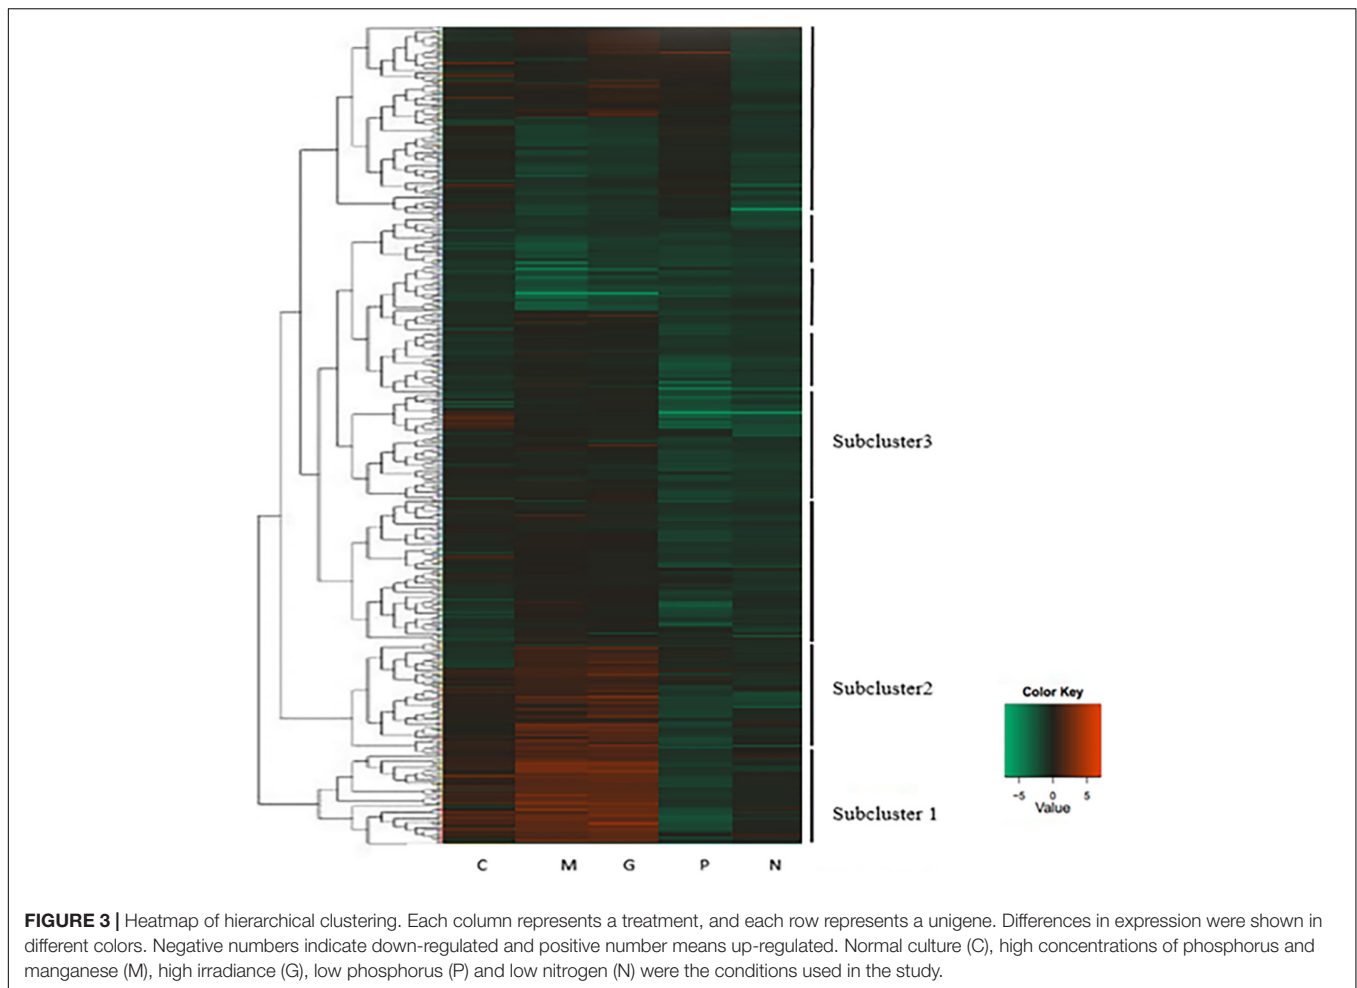 Subcluster3
Subcluster2
Subcluster 1
Color Key
−5 0 5
Value
C M G P N
FIGURE 3 | Heatmap of hierarchical clustering. Each column represents a treatment, and each row represents a unigene. Differences in expression were shown in
different colors. Negative numbers indicate down-regulated and positive number means up-regulated. Normal culture (C), high concentrations of phosphorus and
manganese (M), high irradiance (G), low phosphorus (P) and low nitrogen (N) were the conditions used in the study.